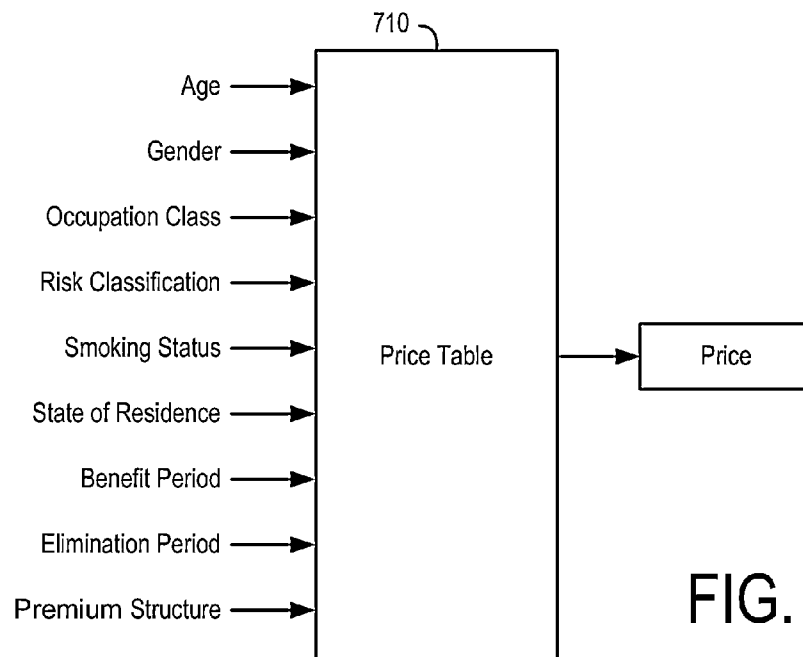 710
Age
Gender
Occupation Class
Risk Classification
Smoking Status
State of Residence
Benefit Period
Elimination Period
Premium Structure
Price Table
Price
FIG.